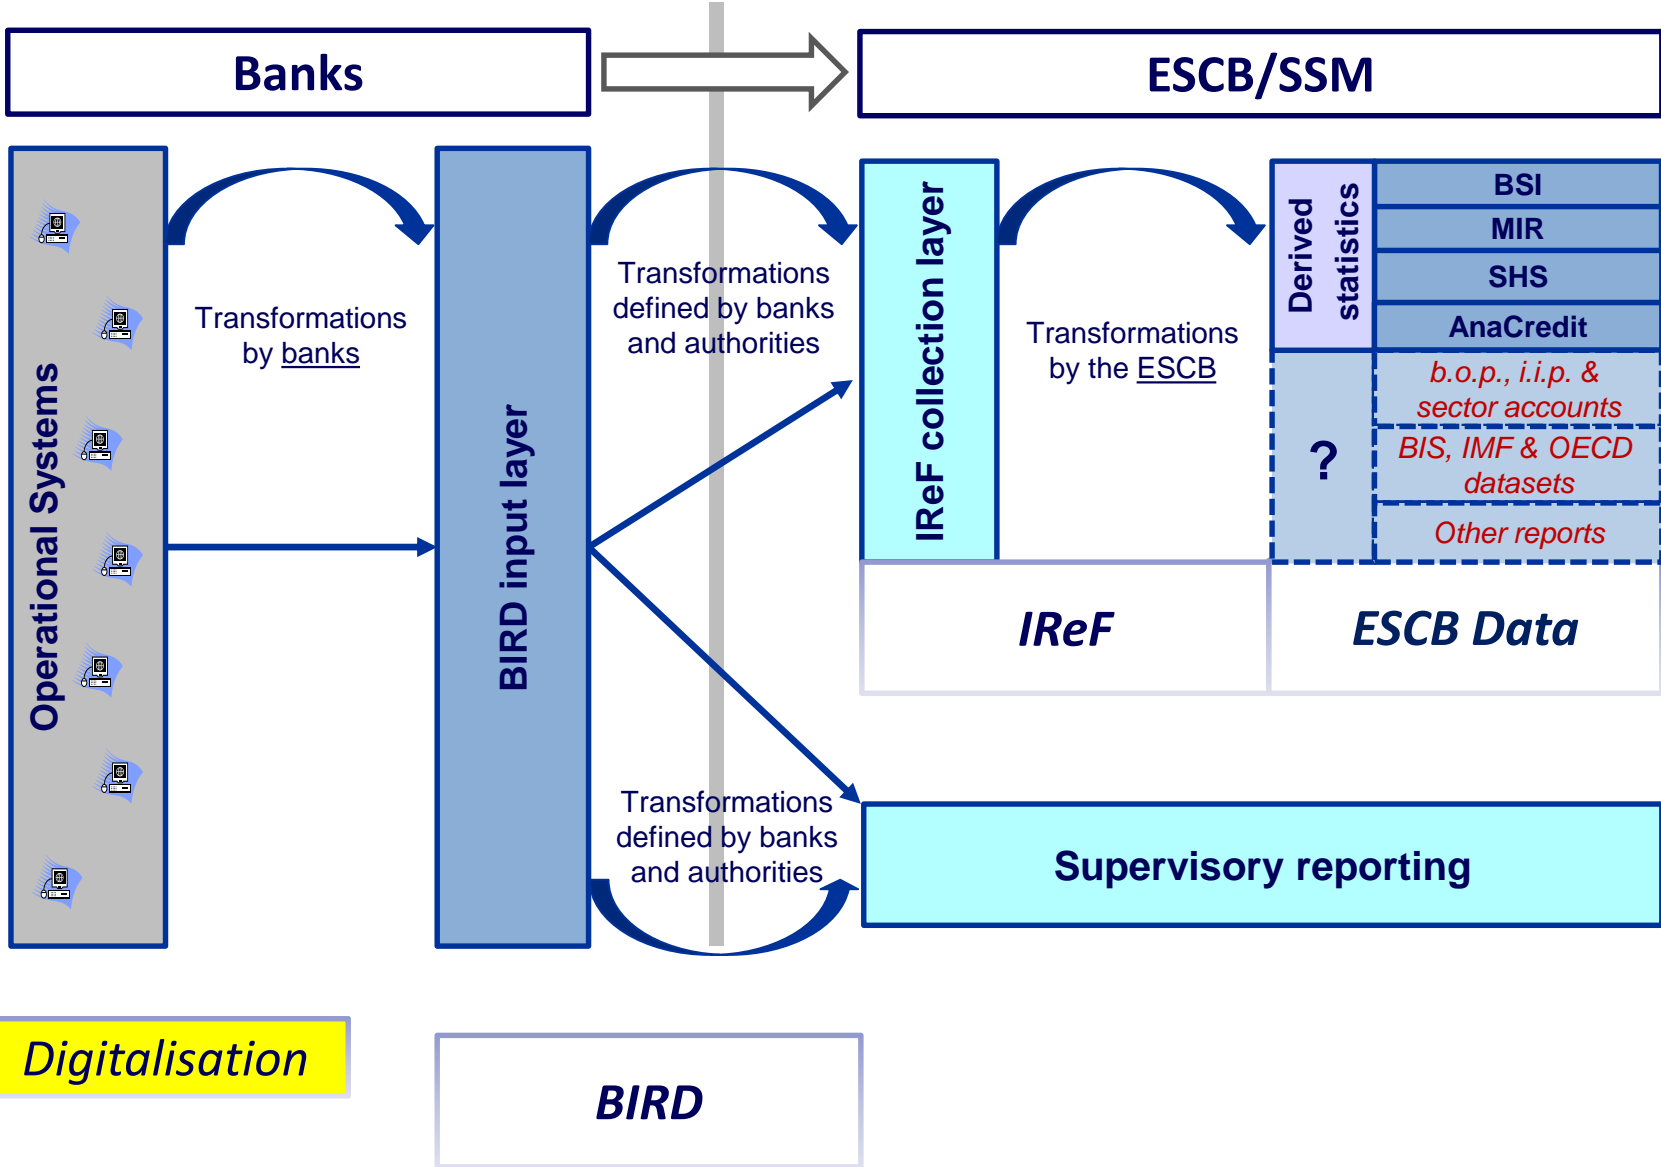 Banks
ESCB/SSM
Operational Systems
Transformations
by banks
BIRD input layer
Transformations
defined by banks
and authorities
IReF collection layer
Transformations
by the ESCB
Derived
statistics
BSI
MIR
SHS
AnaCredit
?
b.o.p., i.i.p. &
sector accounts
BIS, IMF & OECD
datasets
Other reports
IReF
ESCB Data
Transformations
defined by banks
and authorities
Supervisory reporting
Digitalisation
BIRD